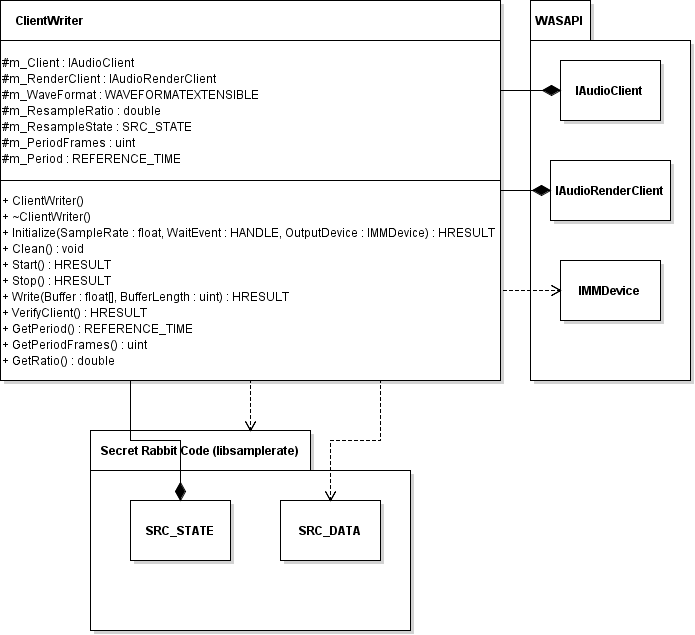 ClientWriter
#m_Client : IAudioClient
#m_RenderClient : IAudioRenderClient
#m_WaveFormat : WAVEFORMATEXTENSIBLE
#m_ResampleRatio : double
#m_ResampleState : SRC_STATE
#m_PeriodFrames : uint
#m_Period : REFERENCE_TIME
+ ClientWriter()
+ ~ClientWriter()
+ Initialize(SampleRate : float, WaitEvent : HANDLE, OutputDevice : IMMDevice) : HRESULT
+ Clean() : void
+ Start() : HRESULT
+ Stop() : HRESULT
+ Write(Buffer : float[], BufferLength : uint) : HRESULT
+ VerifyClient() : HRESULT
+ GetPeriod() : REFERENCE_TIME
+ GetPeriodFrames() : uint
+ GetRatio() : double
WASAPI
IAudioClient
IAudioRenderClient
IMMDevice
Secret Rabbit Code (libsamplerate)
SRC_STATE
SRC_DATA